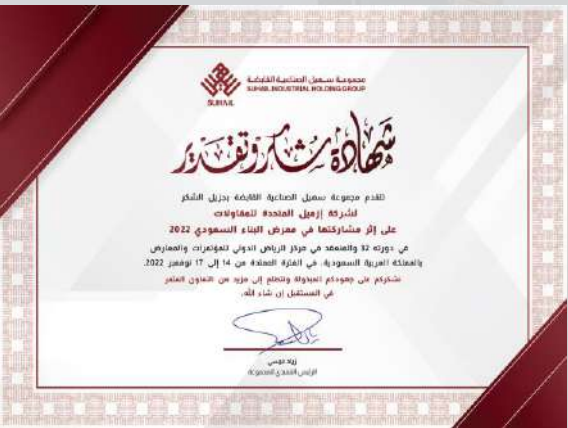 مجموعة سهيل الصناعية القابضة
SUHAIL INDUSTRIAL HOLDING GROUP
SUHAIL
شهادة شكر وتقدير
تتقدم مجموعة سهيل الصناعية القابضة بجزيل الشكر
لشركة إزميل المتحدة للمقاولات
على إثر مشاركتها في معرض البناء السعودي 2022
في دورته 32 والمنعقد في مركز الرياض الدولي للمؤتمرات والمعارض
بالمملكة العربية السعودية، في الفترة الممتدة من 14 إلى 17 نوفمبر 2022.
نشكركم على جهودكم المبذولة ونتطلع إلى مزيد من التعاون المثمر
في المستقبل إن شاء الله.
زياد موسى
الرئيس التنفيذي للمجموعة